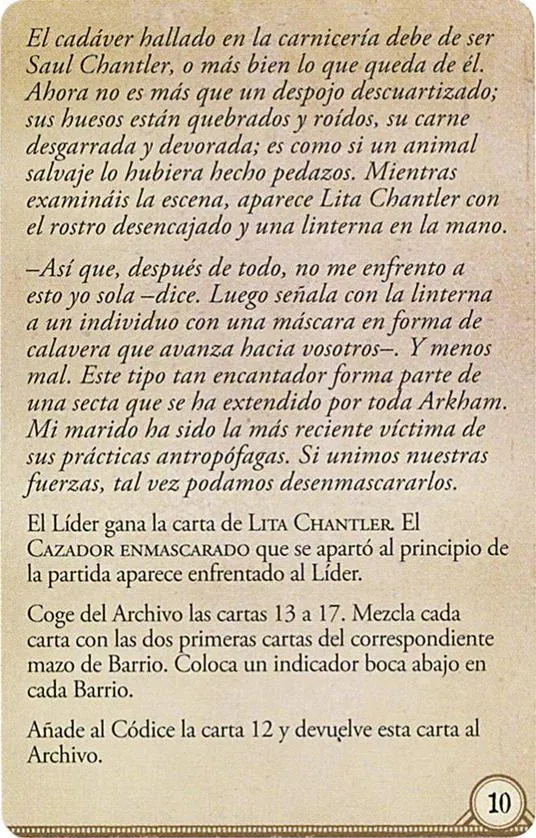 El cadáver hallado en la carnicería debe de ser
Saul Chantler, o más bien lo que queda de él.
Ahora no es más que un despojo descuartizado;
sus huesos están quebrados y roídos, su carne
desgarrada y devorada; es como si un animal
salvaje lo hubiera hecho pedazos. Mientras
examináis la escena, aparece Lita Chantler con
el rostro desencajado y una linterna en la mano.
–Así que, después de todo, no me enfrento a
esto yo sola –dice. Luego señala con la linterna
a un individuo con una máscara en forma de
calavera que avanza hacia vosotros–. Y menos
mal. Este tipo tan encantador forma parte de
una secta que se ha extendido por toda Arkham.
Mi marido ha sido la más reciente víctima de
sus prácticas antropófagas. Si unimos nuestras
fuerzas, tal vez podamos desenmascararlos.
El Líder gana la carta de LITA CHANTLER. El
CAZADOR ENMASCARADO que se apartó al principio de
la partida aparece enfrentado al Líder.
Coge del Archivo las cartas 13 a 17. Mezcla cada
carta con las dos primeras cartas del correspondiente
mazo de Barrio. Coloca un indicador boca abajo en
cada Barrio.
Añade al Códice la carta 12 y devuelve esta carta al
Archivo.
10